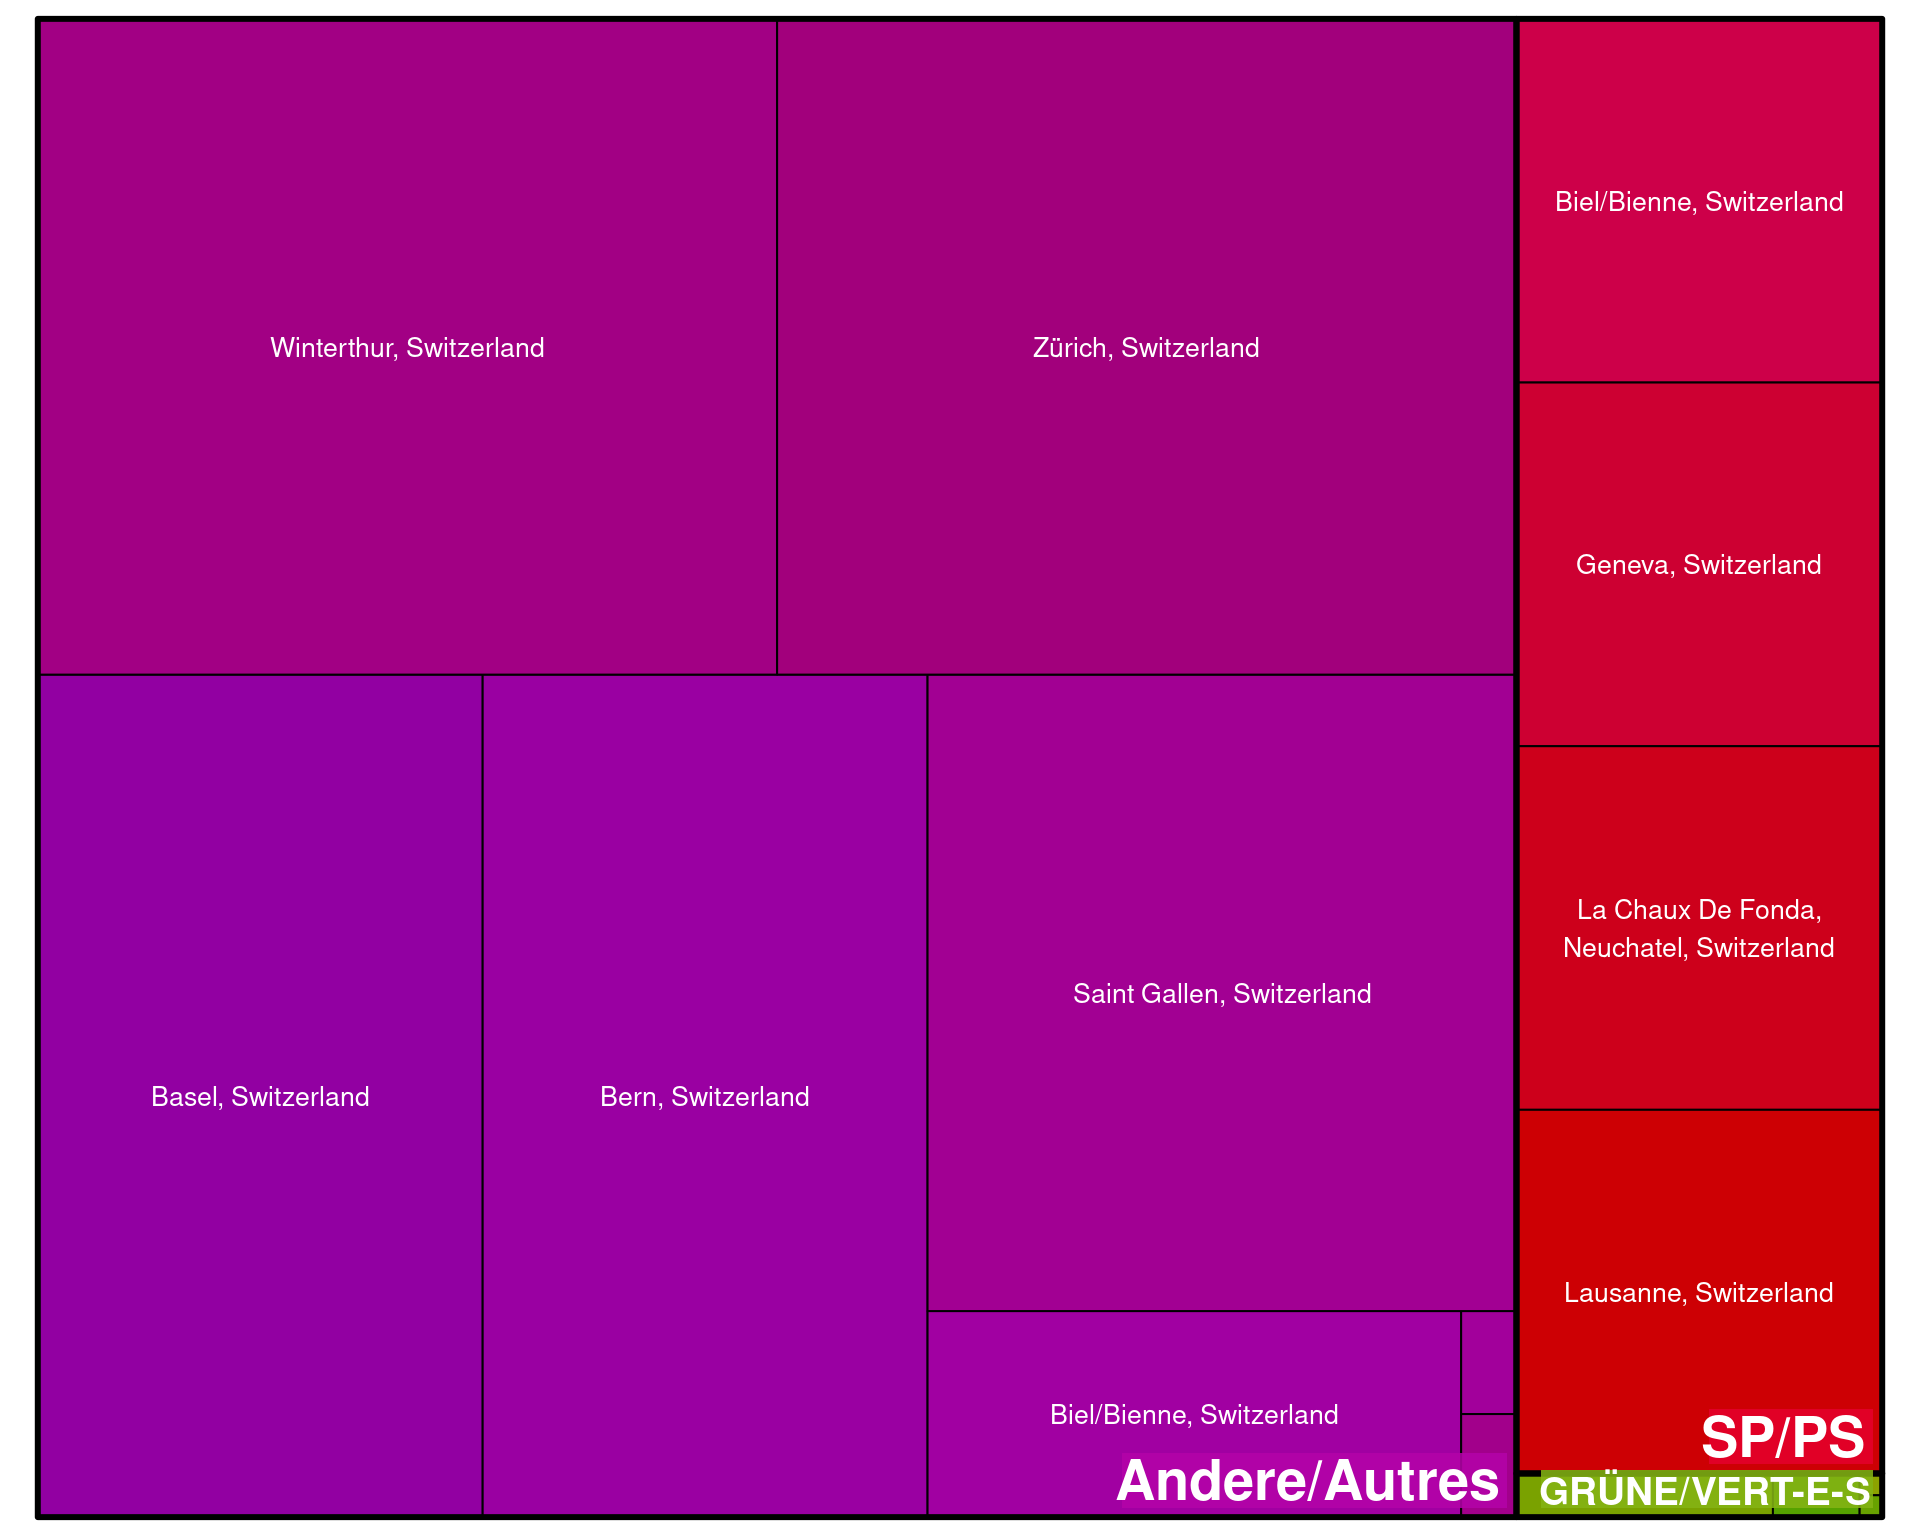 Winterthur, Switzerland
Zürich, Switzerland
Biel/Bienne, Switzerland
Geneva, Switzerland
La Chaux De Fonda,
Neuchatel, Switzerland
Saint Gallen, Switzerland
Basel, Switzerland
Bern, Switzerland
Lausanne, Switzerland
Biel/Bienne, Switzerland
SP/PS
Andere/Autres
GRÜNE/VERT-E-S